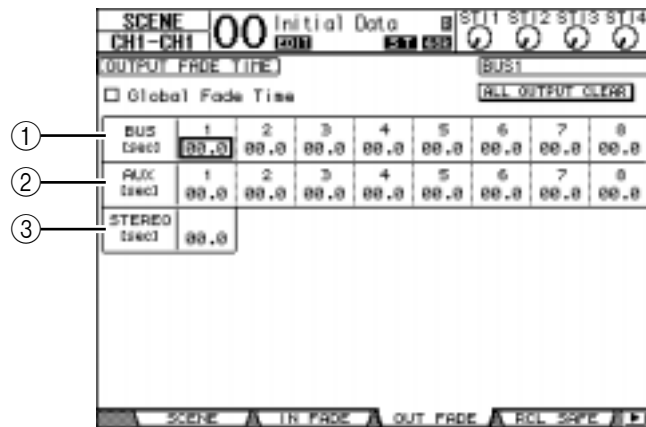 SCENE
CH1-CH1
00 Initial Data
EDIT
ST
STI1 STI2 STI3 STI4
OUTPUT FADE TIME
BUS1
Global Fade Time
ALL OUTPUT CLEAR
1 BUS [sec] 1 2 3 4 5 6 7 8
00.0 00.0 00.0 00.0 00.0 00.0 00.0 00.0
2 AUX [sec] 1 2 3 4 5 6 7 8
00.0 00.0 00.0 00.0 00.0 00.0 00.0 00.0
3 STEREO [sec] 00.0
SCENE IN FADE OUT FADE RCL SAFE